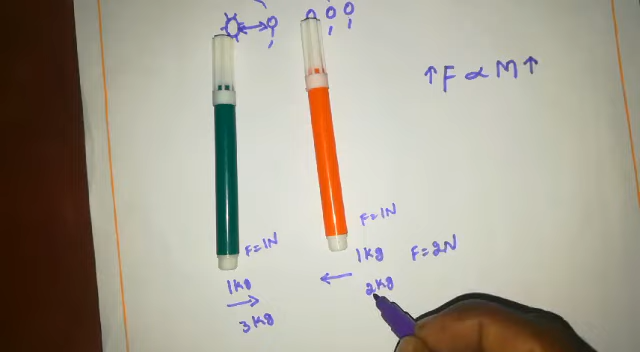 ↑F ∝ M↑
F=1N
F=1N
1kg F=2N
1kg
2kg
3kg